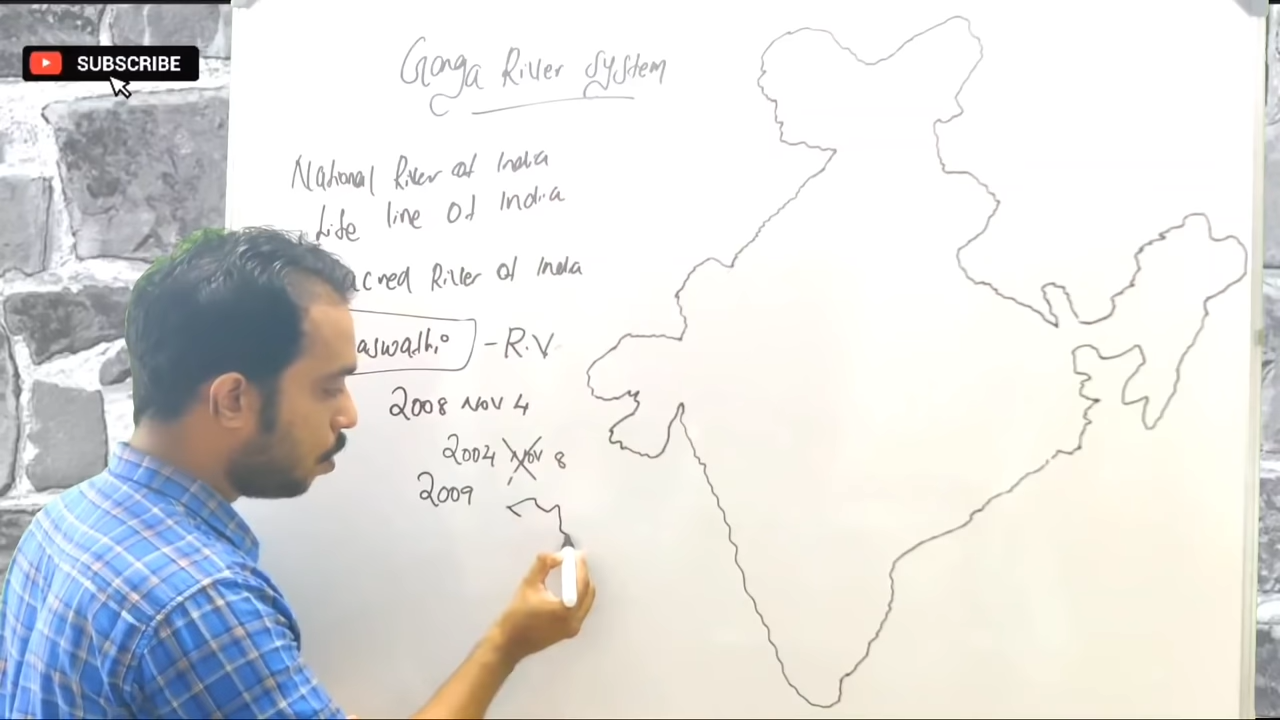 SUBSCRIBE
Ganga River System
National River of India
Life line of India
acred River of India
aswathi - R.V
2008 Nov 4
2004 Nov 8
2009